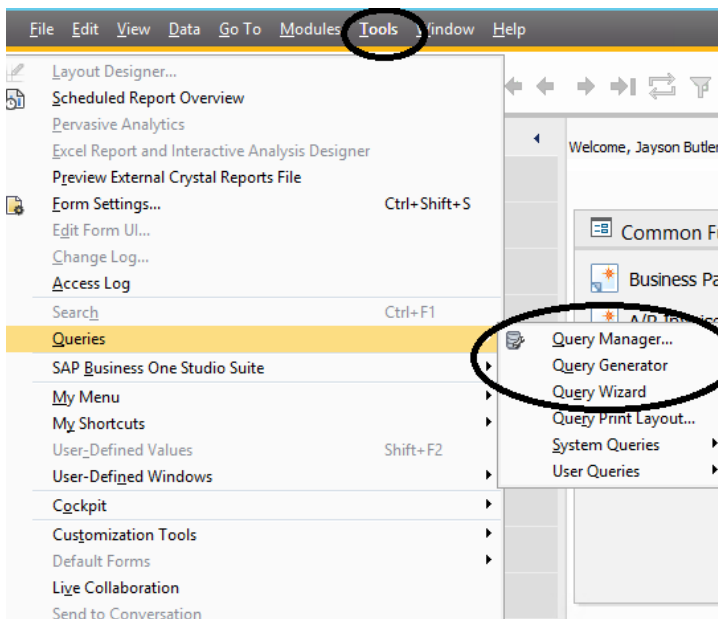 File Edit View Data Go To Modules Tools Window Help
Layout Designer...
Scheduled Report Overview
Pervasive Analytics
Excel Report and Interactive Analysis Designer
Preview External Crystal Reports File
Form Settings... Ctrl+Shift+S
Edit Form UI...
Change Log...
Access Log
Search Ctrl+F1
Queries
SAP Business One Studio Suite
My Menu
My Shortcuts
User-Defined Values Shift+F2
User-Defined Windows
Cockpit
Customization Tools
Default Forms
Live Collaboration
Send to Conversation
Query Manager...
Query Generator
Query Wizard
Query Print Layout...
System Queries
User Queries
Welcome, Jayson Butler
Common F
Business Pa
A/R Invoice